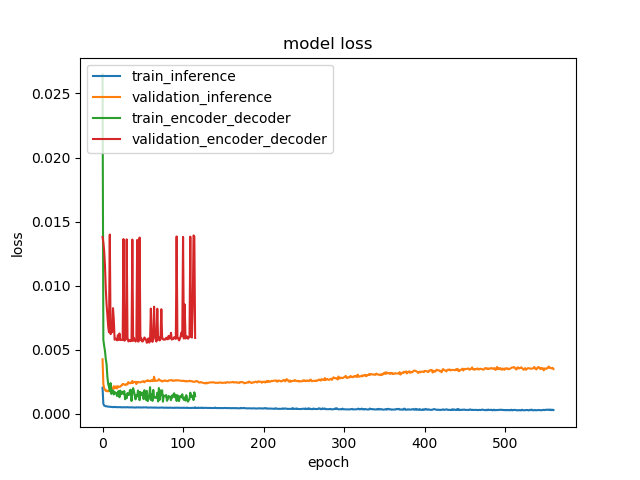 model loss
train_inference
validation_inference
train_encoder_decoder
validation_encoder_decoder
loss
0.025
0.020
0.015
0.010
0.005
0.000
0 100 200 300 400 500
epoch